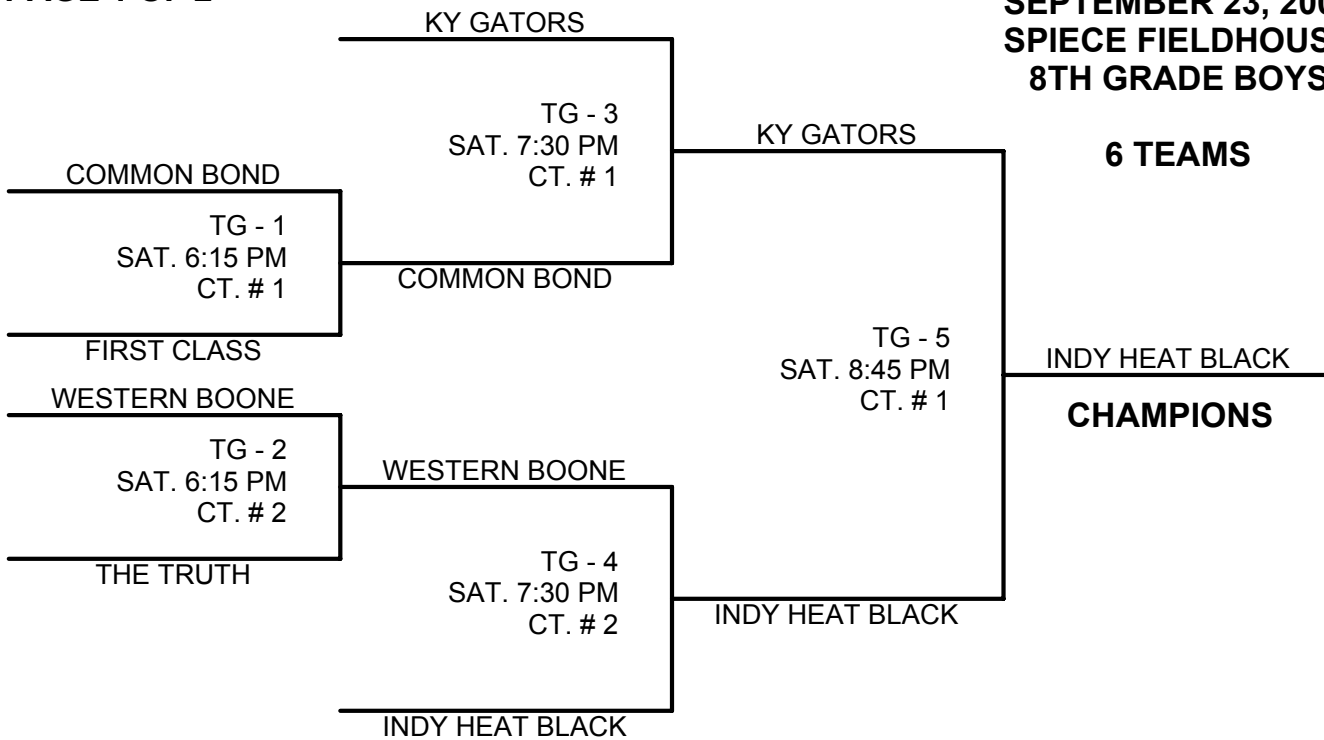 KY GATORS
SEPTEMBER 23, 200
SPIECE FIELDHOUS
8TH GRADE BOYS
6 TEAMS
TG - 3
SAT. 7:30 PM
CT. # 1
KY GATORS
COMMON BOND
TG - 1
SAT. 6:15 PM
CT. # 1
COMMON BOND
FIRST CLASS
TG - 5
SAT. 8:45 PM
CT. # 1
INDY HEAT BLACK
CHAMPIONS
WESTERN BOONE
TG - 2
SAT. 6:15 PM
CT. # 2
WESTERN BOONE
THE TRUTH
TG - 4
SAT. 7:30 PM
CT. # 2
INDY HEAT BLACK
INDY HEAT BLACK